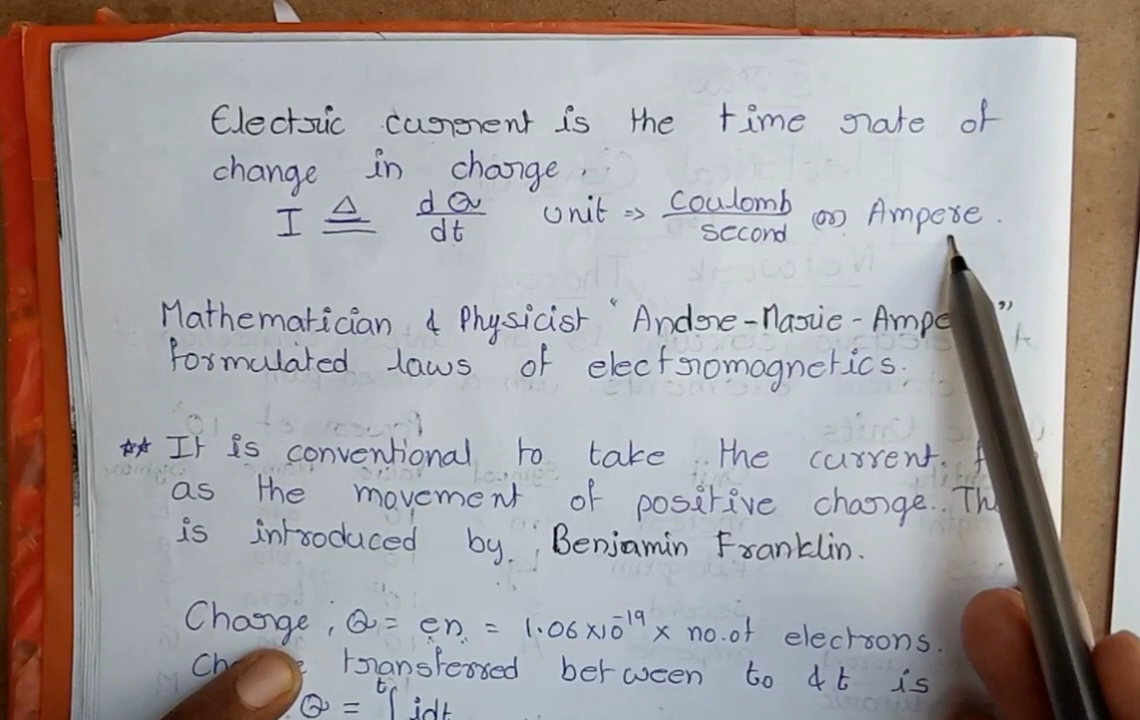 Electric current is the time rate of
change in charge.
I ≜ dQ/dt unit ⇒ Coulomb/second (or) Ampere.
Mathematician & Physicist "Andre-Marie-Ampe"
formulated laws of electromagnetics.
** It is conventional to take the current
as the movement of positive charge. Th
is introduced by Benjamin Franklin.
Charge, Q = en = 1.06×10⁻¹⁹ × no.of electrons.
transferred between to & t is
Q = ∫ᵗ idt